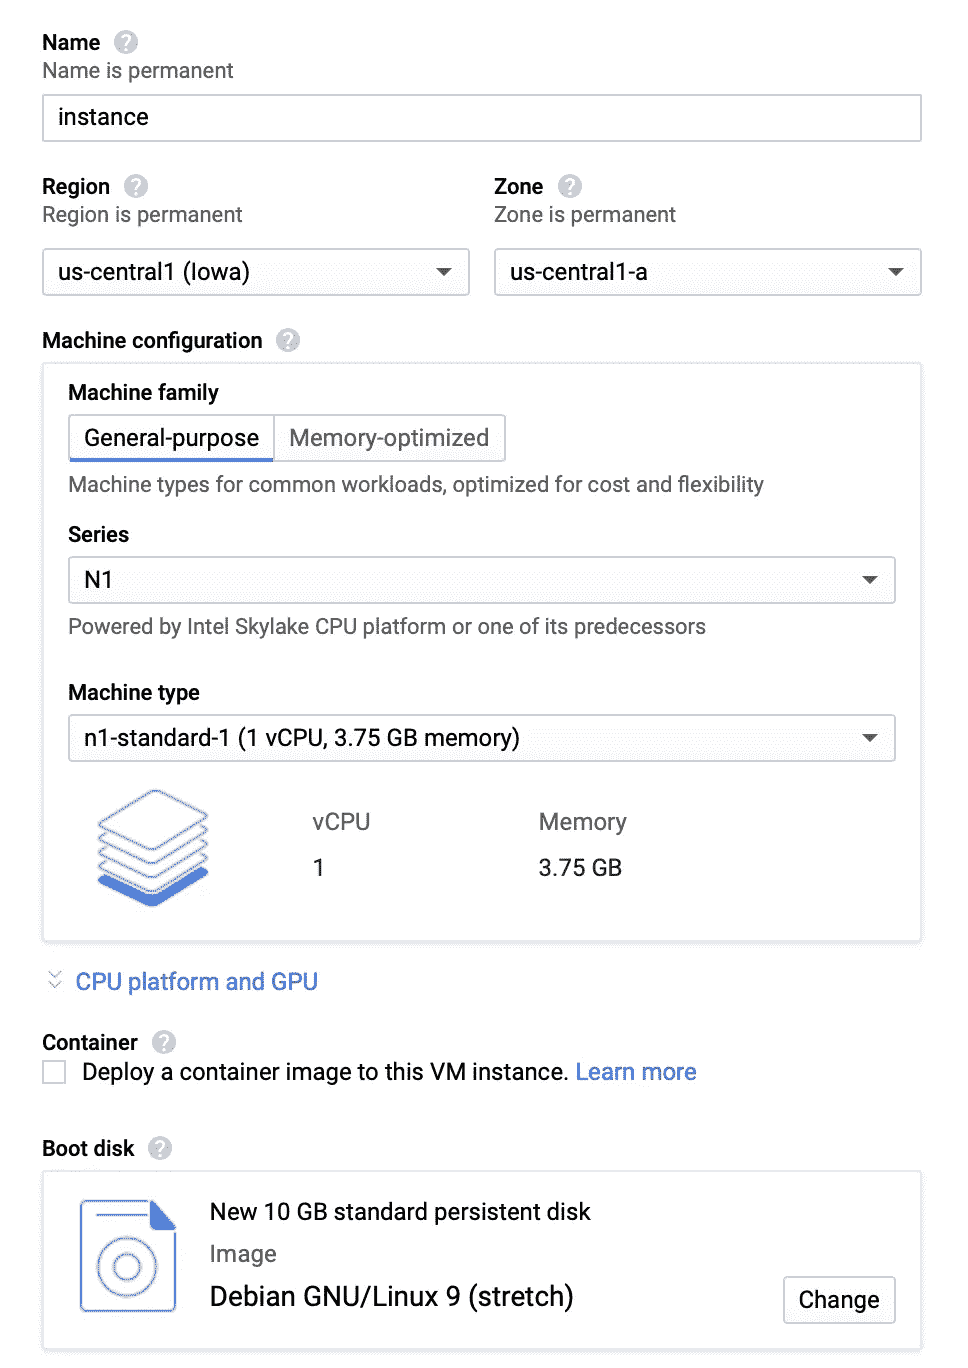 Name ?
Name is permanent
instance
Region ? Zone ?
Region is permanent Zone is permanent
us-central1 (Iowa) us-central1-a
Machine configuration ?
Machine family
General-purpose Memory-optimized
Machine types for common workloads, optimized for cost and flexibility
Series
N1
Powered by Intel Skylake CPU platform or one of its predecessors
Machine type
n1-standard-1 (1 vCPU, 3.75 GB memory)
vCPU Memory
1 3.75 GB
CPU platform and GPU
Container ?
Deploy a container image to this VM instance. Learn more
Boot disk ?
New 10 GB standard persistent disk
Image
Debian GNU/Linux 9 (stretch)
Change